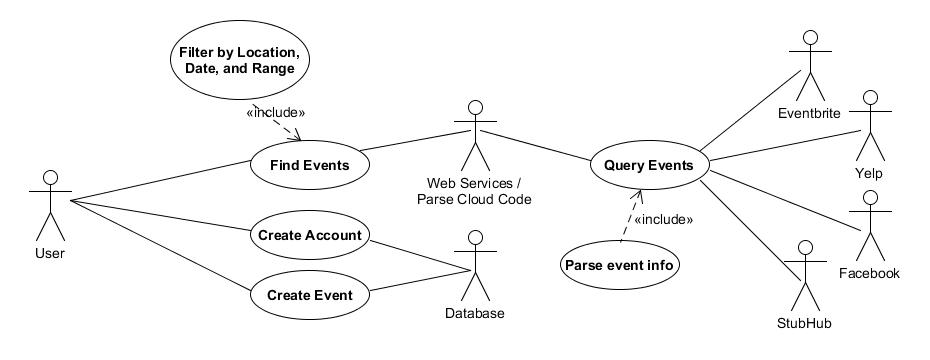 Filter by Location,
Date, and Range
«include»
Find Events
Web Services /
Parse Cloud Code
Query Events
Eventbrite
Yelp
«include»
User
Create Account
Parse event info
Facebook
Create Event
Database
StubHub